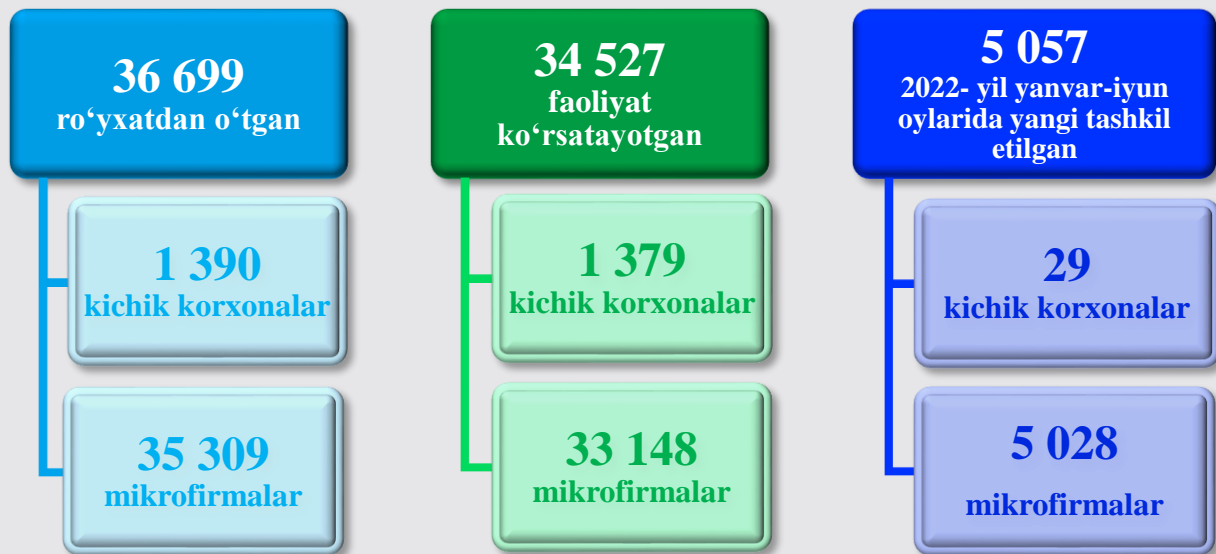 36 699
ro‘yxatdan o‘tgan
1 390
kichik korxonalar
35 309
mikrofirmalar
34 527
faoliyat
ko‘rsatayotgan
1 379
kichik korxonalar
33 148
mikrofirmalar
5 057
2022- yil yanvar-iyun
oylarida yangi tashkil
etilgan
29
kichik korxonalar
5 028
mikrofirmalar